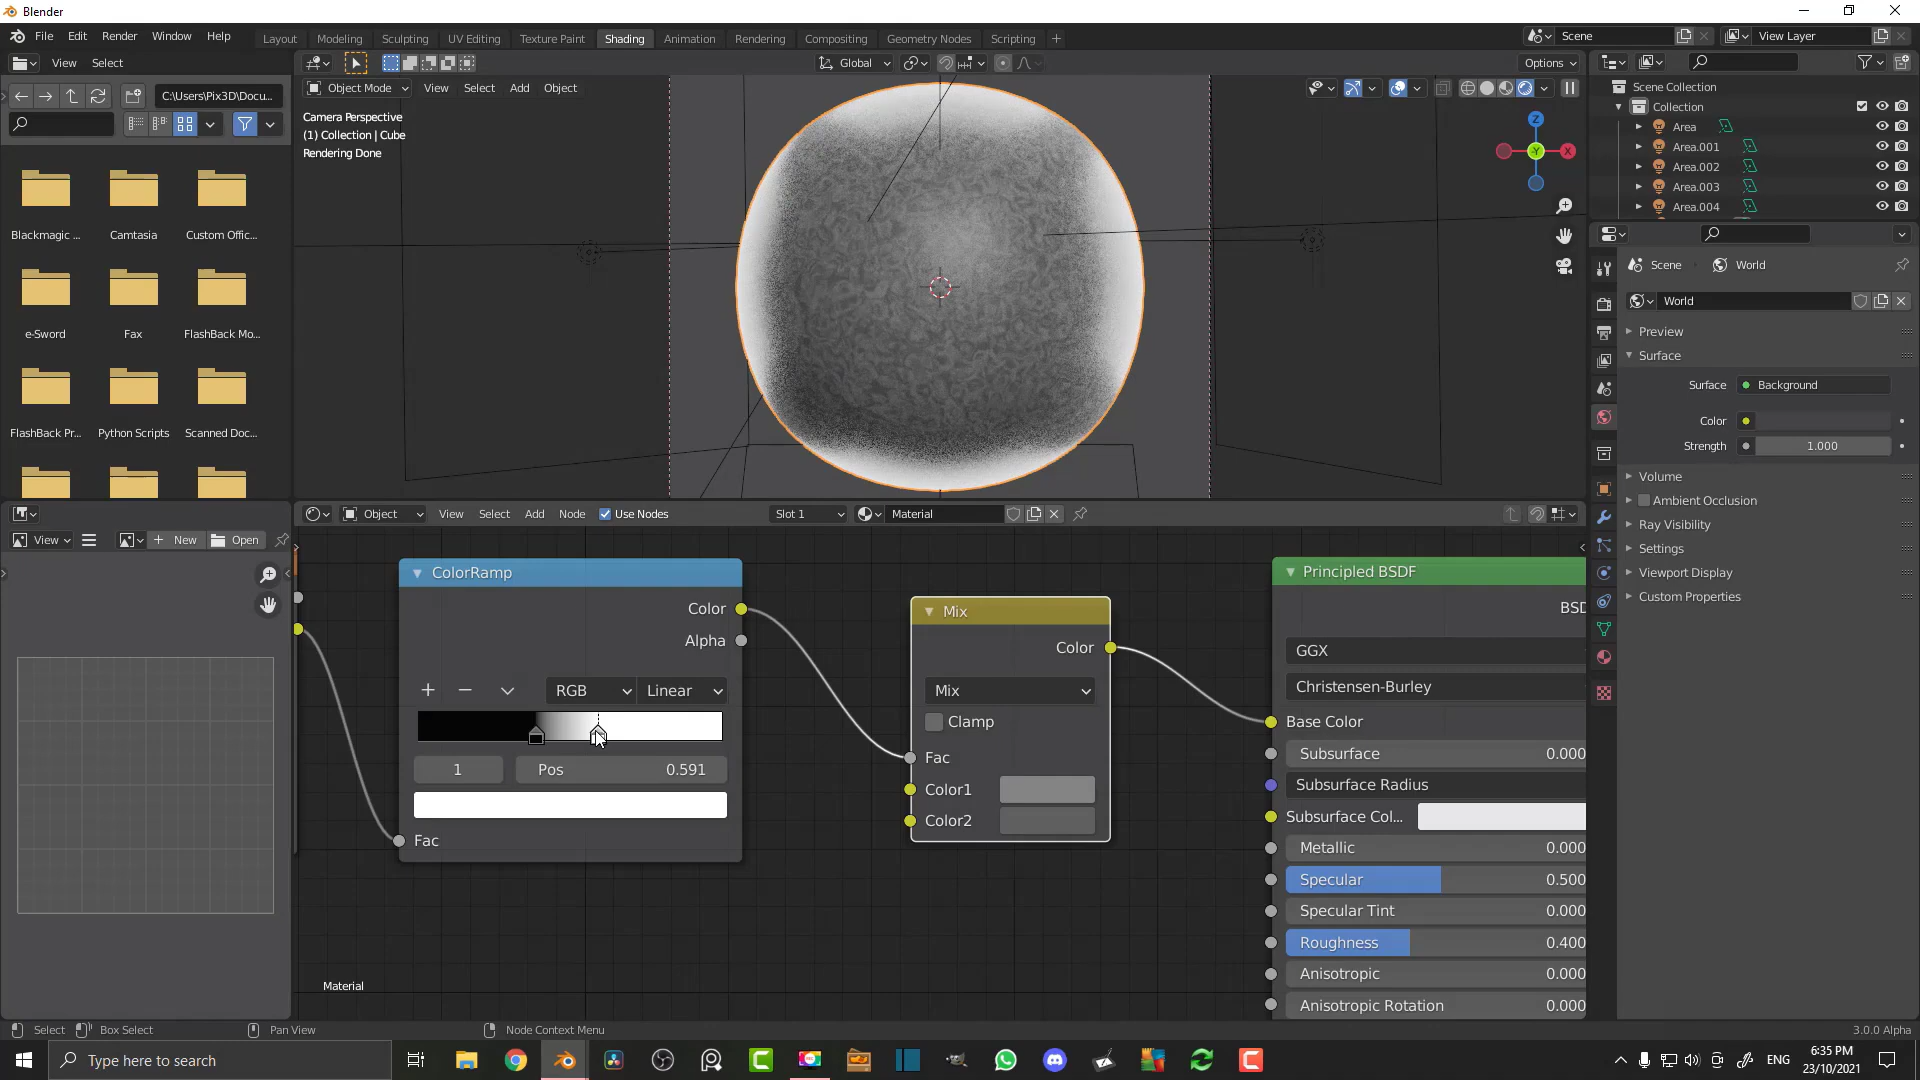 Blender
File Edit Render Window Help
Layout Modeling Sculpting UV Editing Texture Paint Shading Animation Rendering Compositing Geometry Nodes Scripting +
Scene View Layer
View Select
Global Options
C:\Users\Pix3D\Docu...
Object Mode View Select Add Object
Camera Perspective
(1) Collection | Cube
Rendering Done
Z
Y
X
Scene Collection
Collection
Area
Area.001
Area.002
Area.003
Area.004
Blackmagic ... Camtasia Custom Offic...
e-Sword Fax FlashBack Mo...
FlashBack Pr... Python Scripts Scanned Doc...
Scene World
World
Preview
Surface
Surface Background
Color
Strength 1.000
Volume
Ambient Occlusion
Ray Visibility
Settings
Viewport Display
Custom Properties
Object View Select Add Node Use Nodes Slot 1 Material
View New Open
ColorRamp
Color
Alpha
RGB Linear
1 Pos 0.591
Fac
Mix
Color
Mix
Clamp
Fac
Color1
Color2
Principled BSDF
BSD
GGX
Christensen-Burley
Base Color
Subsurface 0.000
Subsurface Radius
Subsurface Col...
Metallic 0.000
Specular 0.500
Specular Tint 0.000
Roughness 0.400
Anisotropic 0.000
Anisotropic Rotation 0.000
Material
Select Box Select Pan View Node Context Menu 3.0.0 Alpha
Type here to search
ENG
6:35 PM
23/10/2021